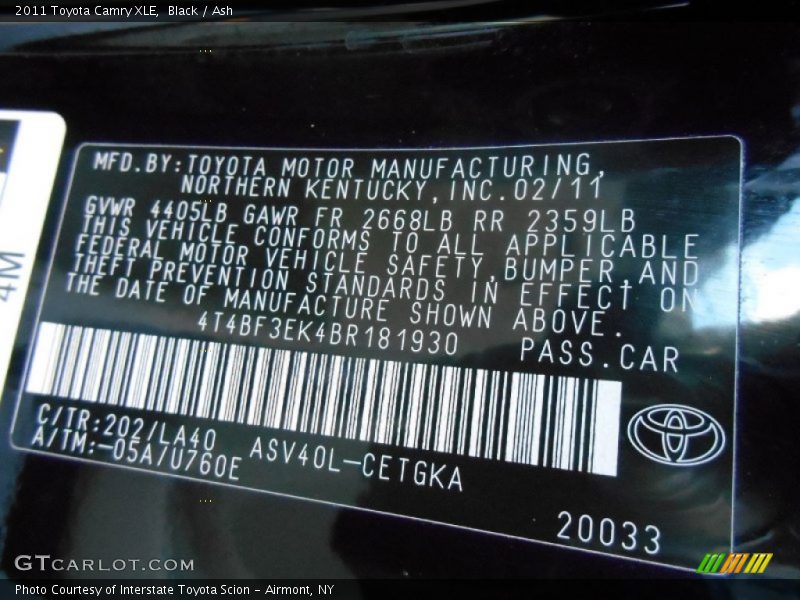 2011 Toyota Camry XLE, Black / Ash
MFD.BY:TOYOTA MOTOR MANUFACTURING,
NORTHERN KENTUCKY,INC.02/11
GVWR 4405LB GAWR FR 2668LB RR 2359LB
THIS VEHICLE CONFORMS TO ALL APPLICABLE
FEDERAL MOTOR VEHICLE SAFETY,BUMPER,AND
THEFT PREVENTION STANDARDS IN EFFECT ON
THE DATE OF MANUFACTURE SHOWN ABOVE.
4T4BF3EK4BR181930 PASS.CAR
4M
C/TR:202/LA40
A/TM:-05A/U760E
ASV40L-CETGKA
20033
GTCARLOT.COM
Photo Courtesy of Interstate Toyota Scion - Airmont, NY